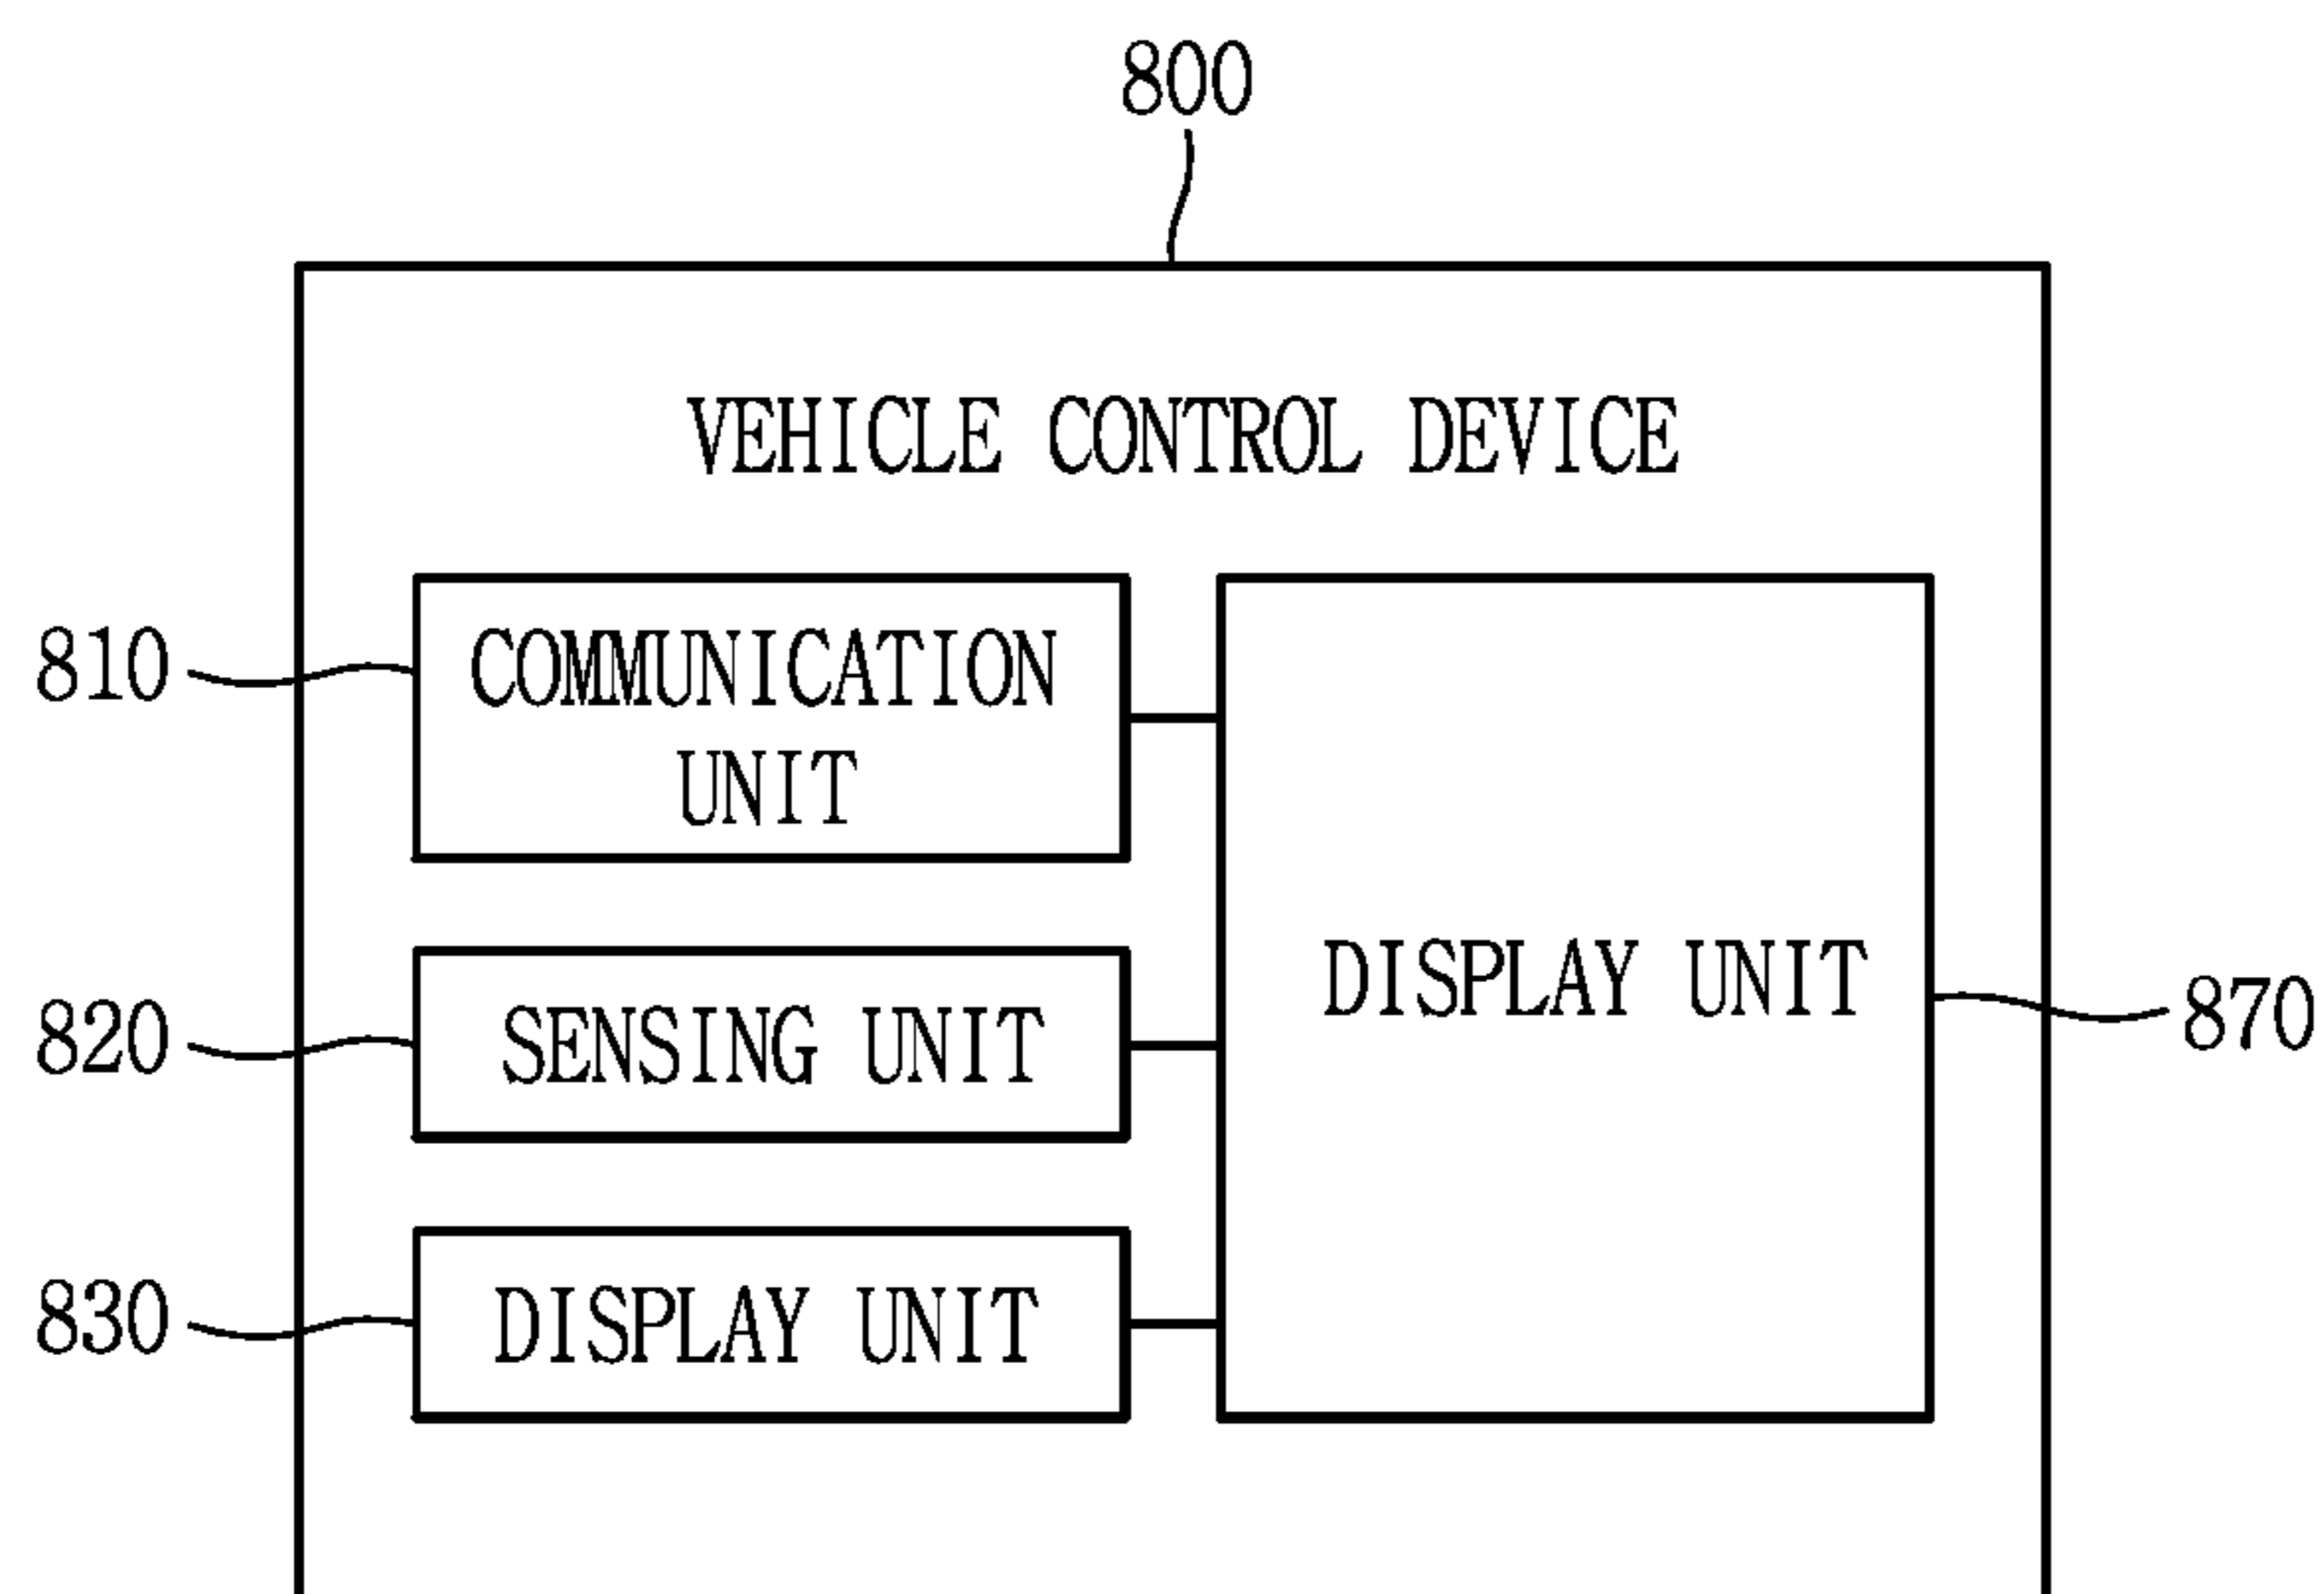 800
VEHICLE CONTROL DEVICE
810
COMMUNICATION
UNIT
820
SENSING UNIT
DISPLAY UNIT
870
830
DISPLAY UNIT